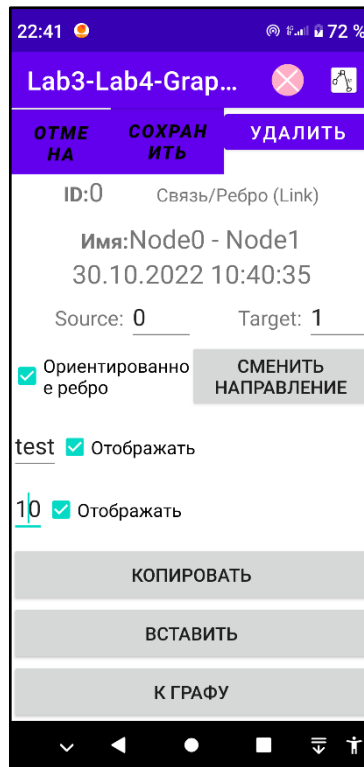 22:41 72 %
Lab3-Lab4-Grap...
ОТМЕ СОХРАН УДАЛИТЬ
НА ИТЬ
ID:0 Связь/Ребро (Link)
Имя:Node0 - Node1
30.10.2022 10:40:35
Source: 0 Target: 1
Ориентированно СМЕНИТЬ
е ребро НАПРАВЛЕНИЕ
test Отображать
10 Отображать
КОПИРОВАТЬ
ВСТАВИТЬ
К ГРАФУ